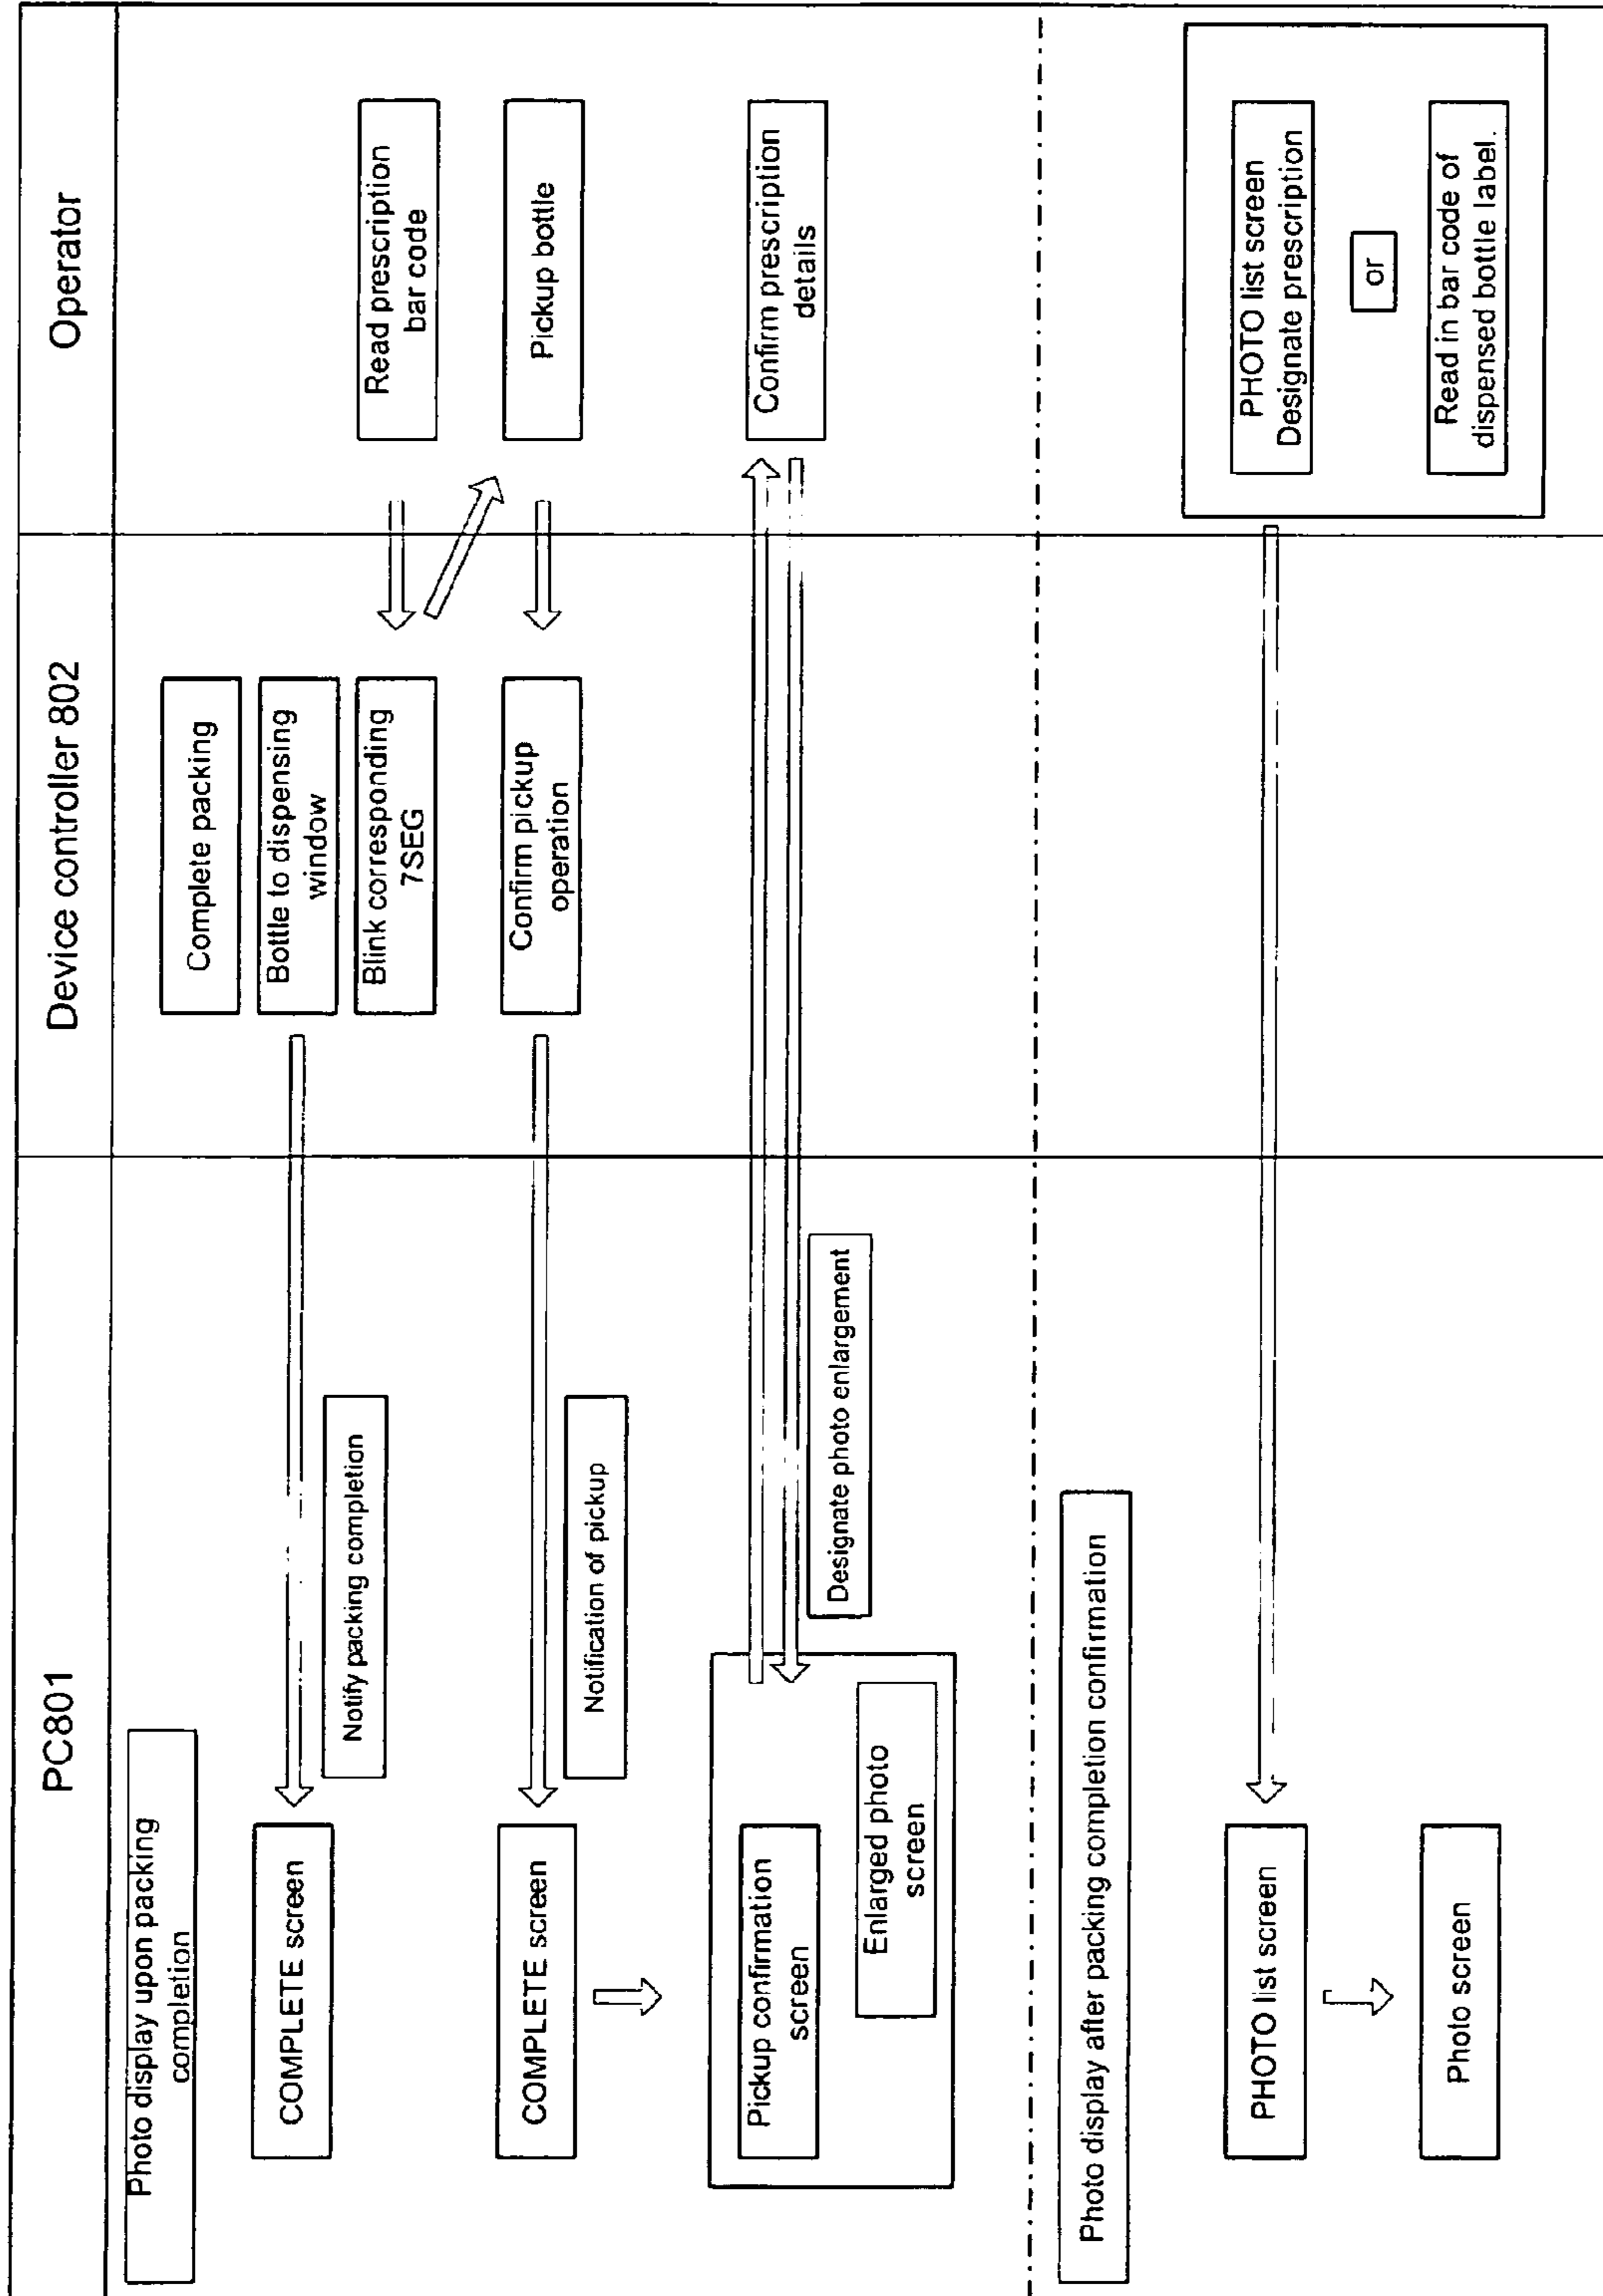 PC801
Device controller 802
Operator
Photo display upon packing
completion
Complete packing
COMPLETE screen
Bottle to dispensing
window
Notify packing completion
Blink corresponding
7SEG
Read prescription
bar code
COMPLETE screen
Confirm pickup
operation
Pickup bottle
Notification of pickup
Pickup confirmation
screen
Confirm prescription
details
Designate photo enlargement
Enlarged photo
screen
Photo display after packing completion confirmation
PHOTO list screen
PHOTO list screen
Designate prescription
or
Photo screen
Read in bar code of
dispensed bottle label.